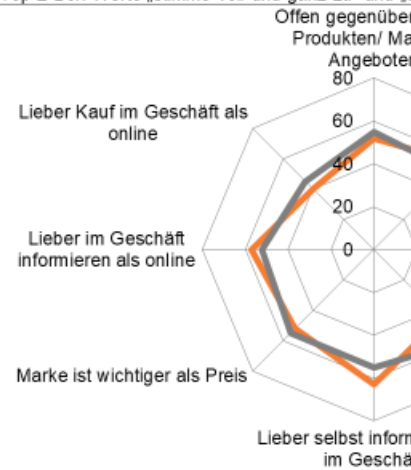 Offen gegenüber
Produkten/ Ma
Angeboten
80
Lieber Kauf im Geschäft als
online
60
40
20
Lieber im Geschäft
informieren als online
0
Marke ist wichtiger als Preis
Lieber selbst inform
im Geschä